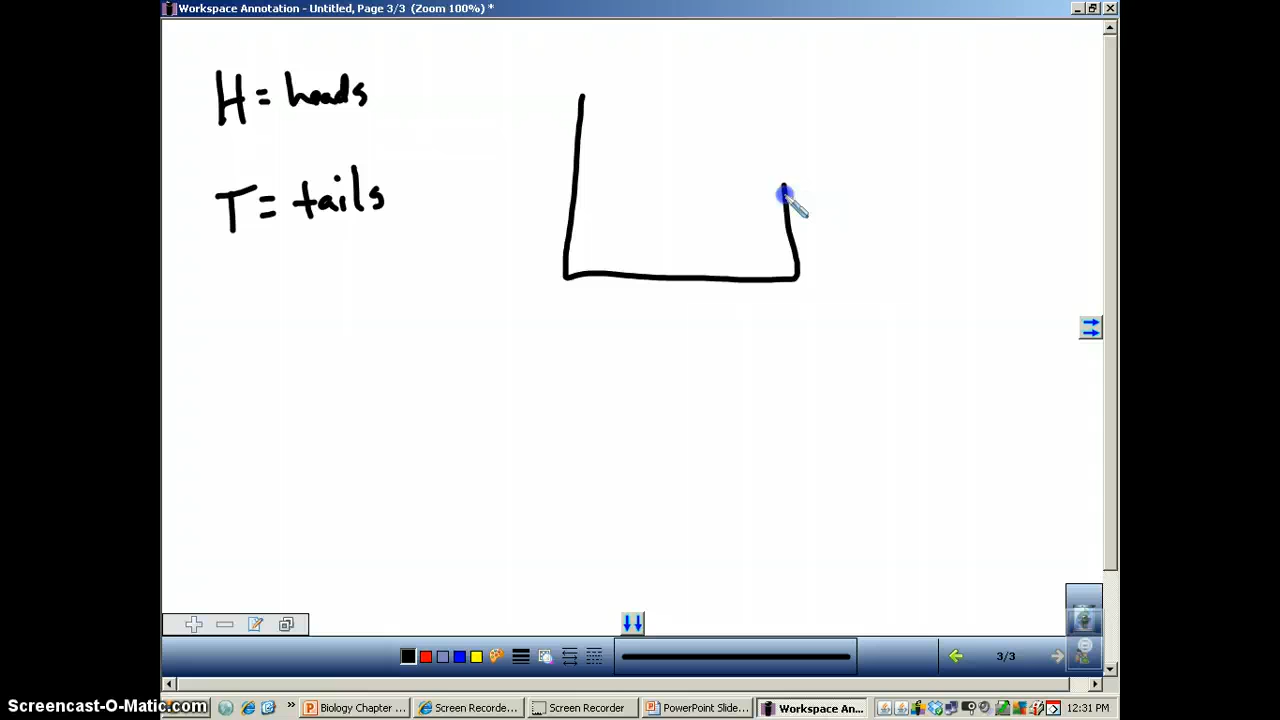 Workspace Annotation - Untitled, Page 3/3 (Zoom 100%) *
H = heads
T = tails
3/3
Screencast-O-Matic.com
»
Biology Chapter ...
Screen Recorde...
Screen Recorder
PowerPoint Slide...
Workspace An...
12:31 PM